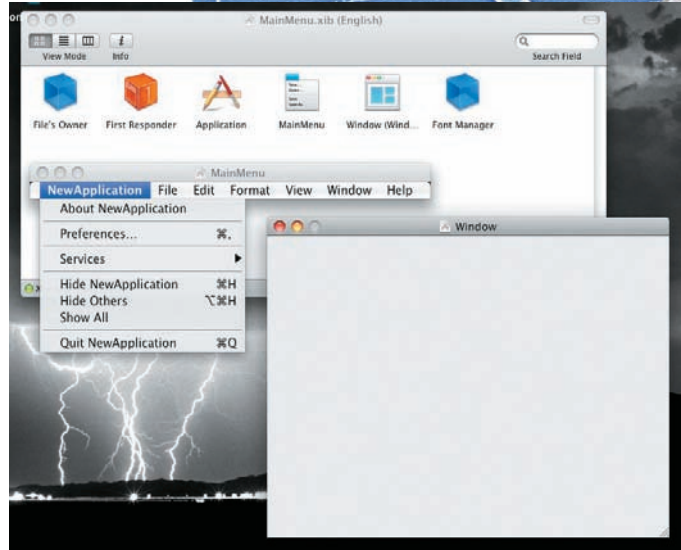 MainMenu.xib (English)
View Mode Info Search Field
File's Owner First Responder Application MainMenu Window (Wind... Font Manager
MainMenu
NewApplication File Edit Format View Window Help
About NewApplication
Preferences... ⌘,
Services
Hide NewApplication ⌘H
Hide Others ⌥⌘H
Show All
Quit NewApplication ⌘Q
Window